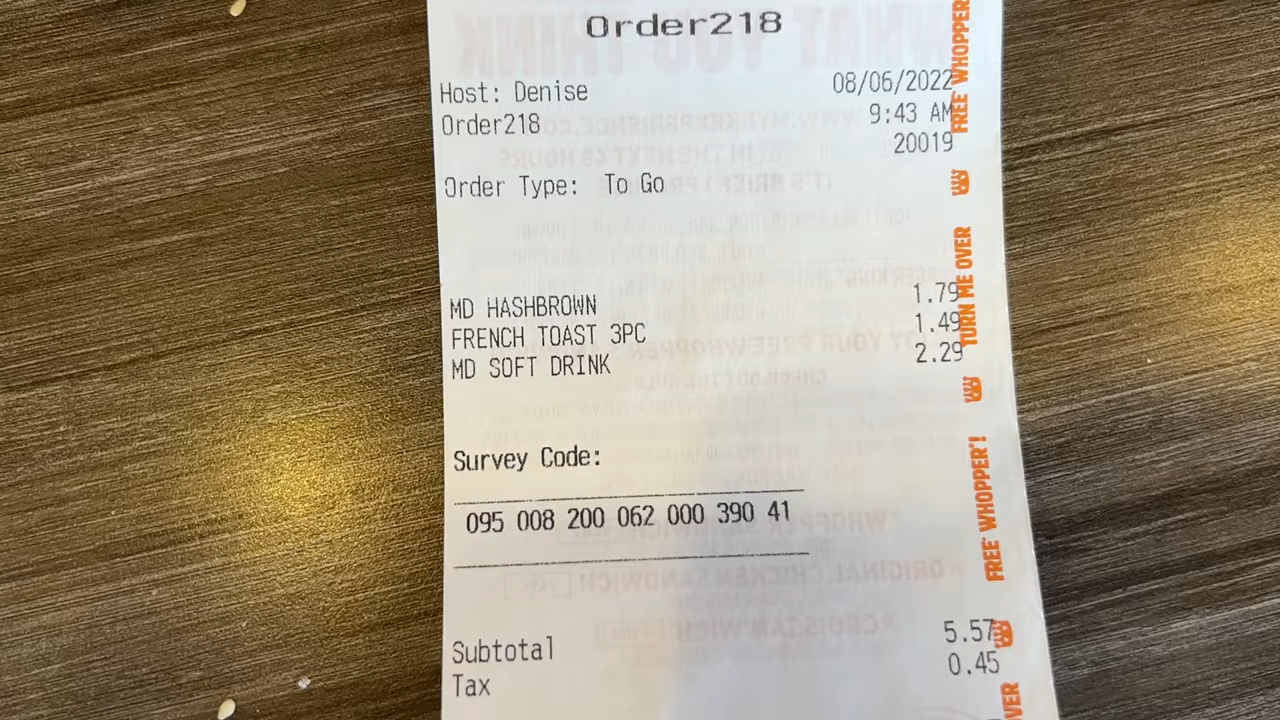 Order218
Host: Denise 08/06/2022
Order218 9:43 AM
20019
Order Type: To Go
MD HASHBROWN 1.79
FRENCH TOAST 3PC 1.49
MD SOFT DRINK 2.29
Survey Code:
095 008 200 062 000 390 41
Subtotal 5.57
Tax 0.45
FREE WHOPPER
TURN ME OVER
FREE WHOPPER!
OVER